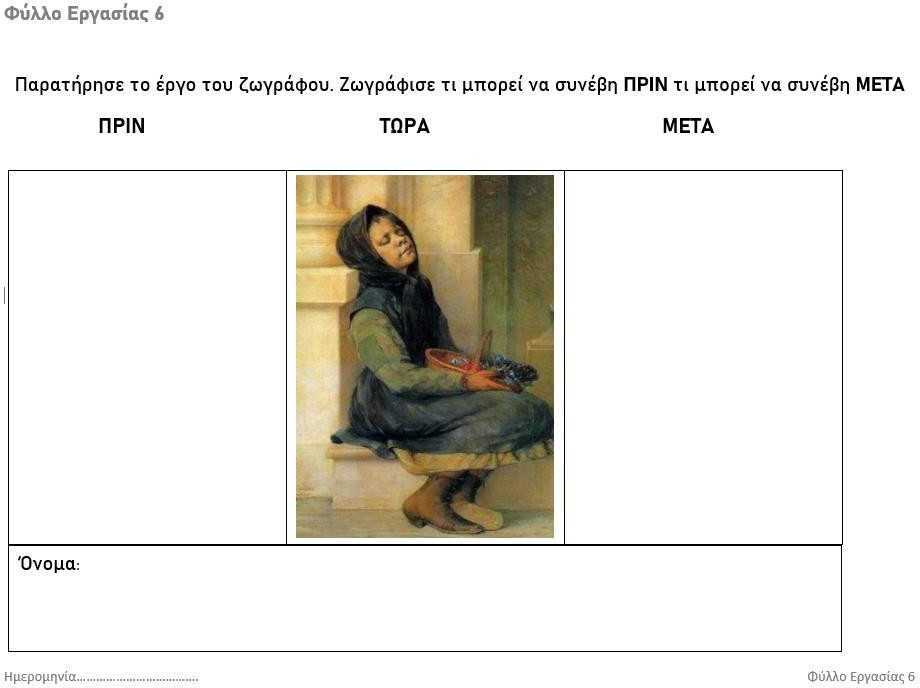 Φύλλο Εργασίας 6
Παρατήρησε το έργο του ζωγράφου. Ζωγράφισε τι μπορεί να συνέβη ΠΡΙΝ τι μπορεί να συνέβη ΜΕΤΑ
ΠΡΙΝ ΤΩΡΑ ΜΕΤΑ
Όνομα:
Ημερομηνία.................................... Φύλλο Εργασίας 6